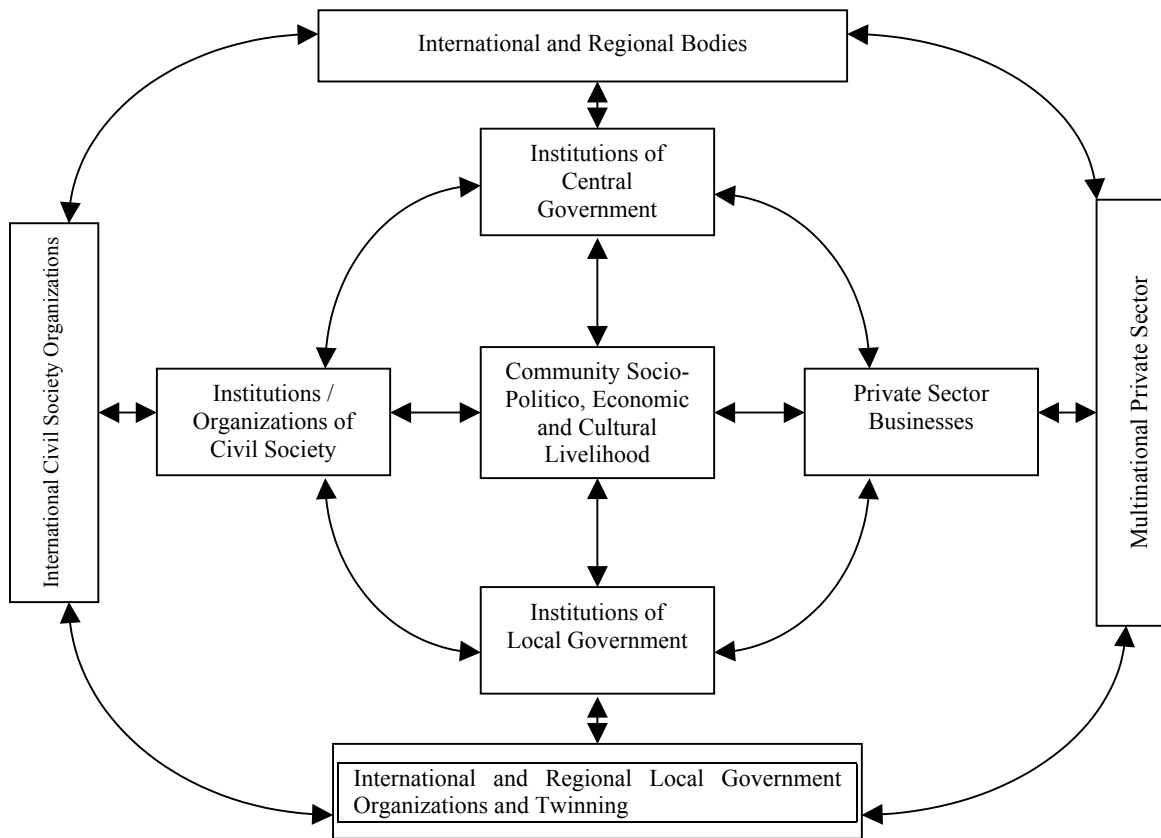 International and Regional Bodies
Institutions of
Central
Government
International Civil Society Organizations
Institutions /
Organizations of
Civil Society
Community Socio-
Politico, Economic
and Cultural
Livelihood
Private Sector
Businesses
Multinational Private Sector
Institutions of
Local Government
International and Regional Local Government
Organizations and Twinning